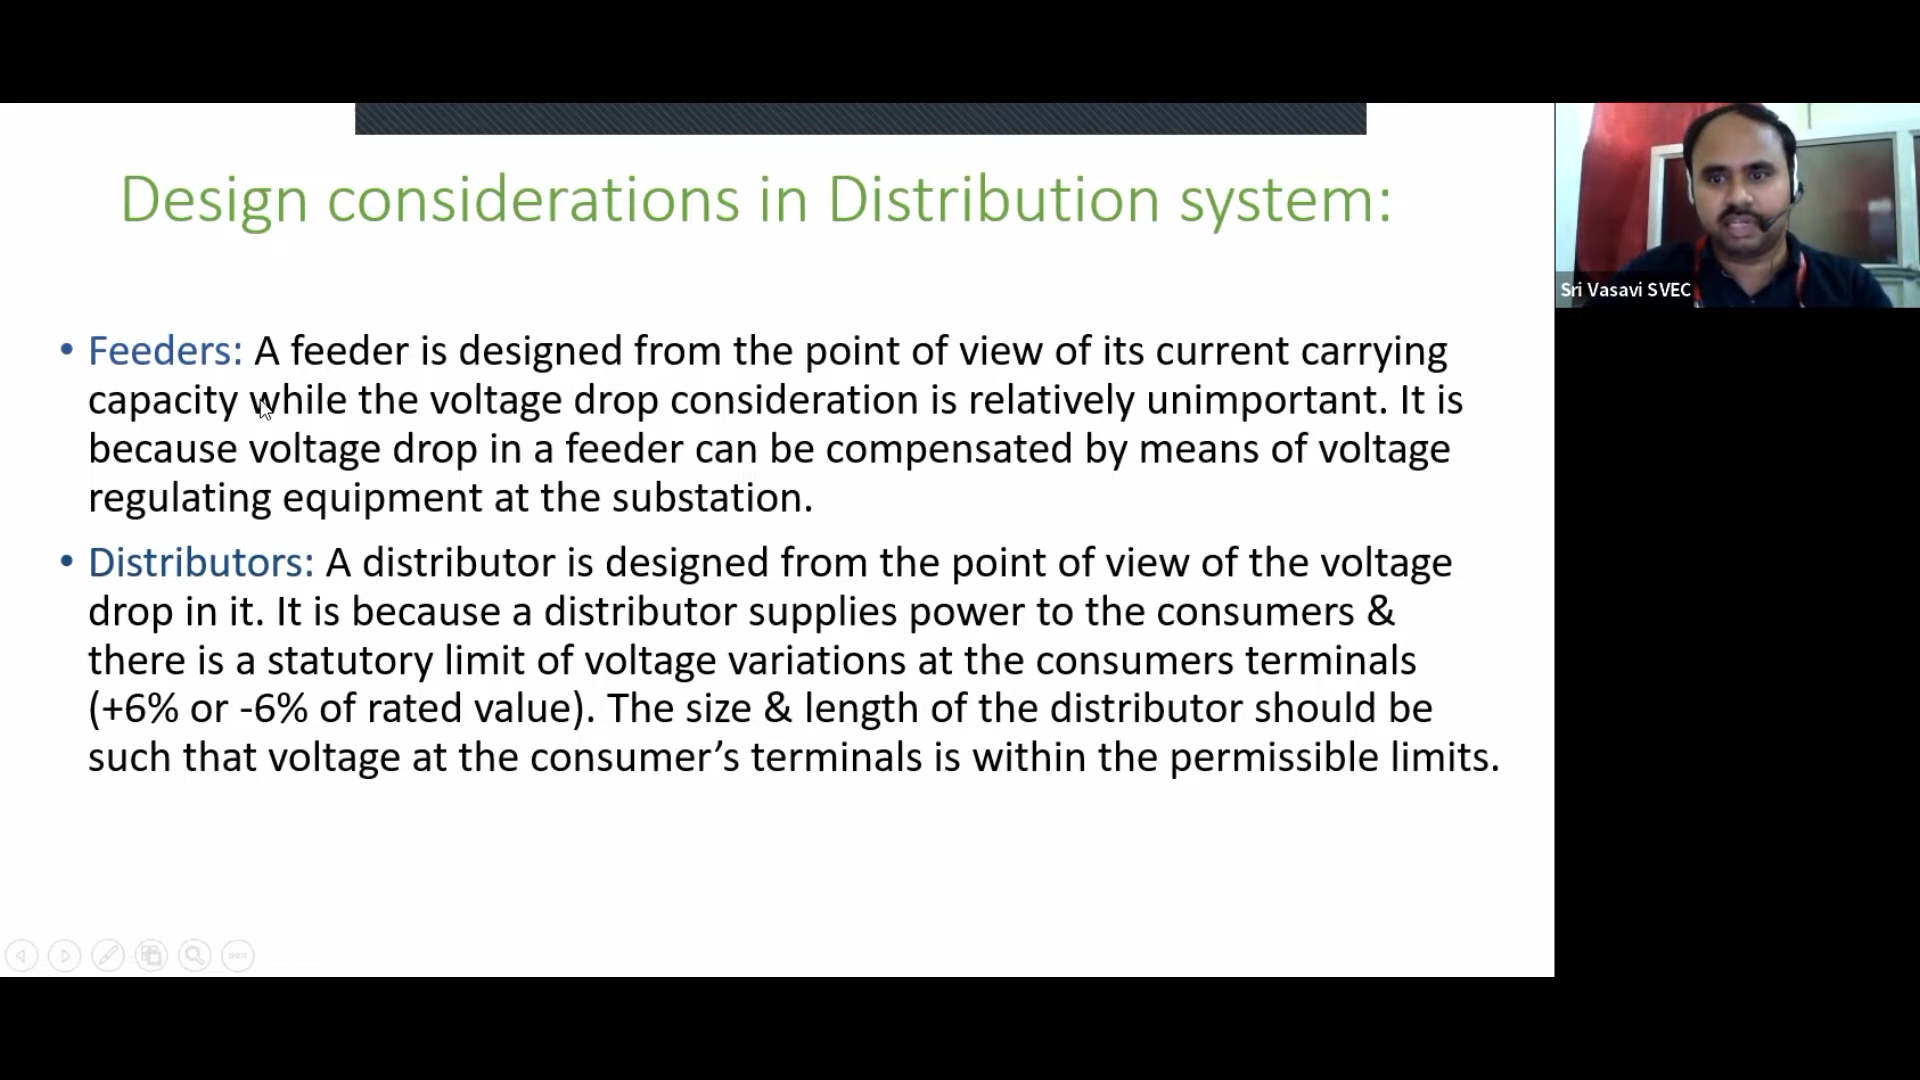 Design considerations in Distribution system:
• Feeders: A feeder is designed from the point of view of its current carrying
capacity while the voltage drop consideration is relatively unimportant. It is
because voltage drop in a feeder can be compensated by means of voltage
regulating equipment at the substation.
• Distributors: A distributor is designed from the point of view of the voltage
drop in it. It is because a distributor supplies power to the consumers &
there is a statutory limit of voltage variations at the consumers terminals
(+6% or -6% of rated value). The size & length of the distributor should be
such that voltage at the consumer’s terminals is within the permissible limits.
Sri Vasavi SVEC